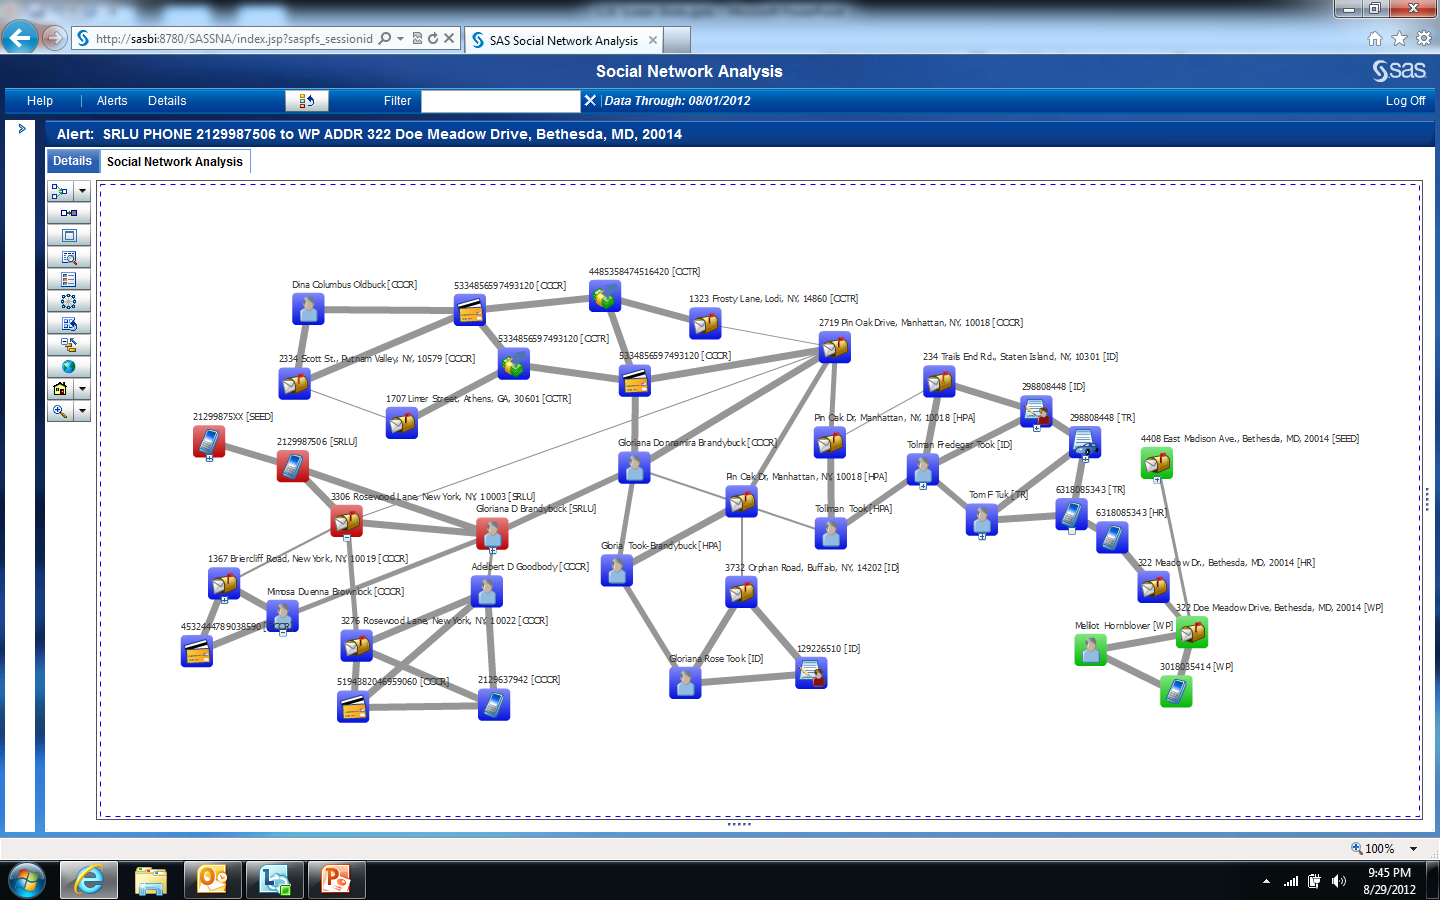 http://sasbi:8780/SASSNA/index.jsp?saspfs_sessionid
SAS Social Network Analysis
Social Network Analysis
sas
Help
Alerts
Details
Filter
Data Through: 08/01/2012
Log Off
Alert: SRLU PHONE 2129987506 to WP ADDR 322 Doe Meadow Drive, Bethesda, MD, 20014
Details
Social Network Analysis
4485358474516420 [CCTR]
Dina Columbus Oldbuck [CCCR]
5334856597493120 [CCCR]
1323 Frosty Lane, Lodi, NY, 14860 [CCTR]
2719 Pin Oak Drive, Manhattan, NY, 10018 [CCCR]
5334856597493120 [CCTR]
2334 Scott St., Putnam Valley, NY, 10579 [CCCR]
5334856597493120 [CCCR]
234 Trails End Rd., Staten Island, NY, 10301 [ID]
298808448 [ID]
1707 Limer Street, Athens, GA, 30601 [CCTR]
21299875XX [SEED]
Pin Oak Dr, Manhattan, NY, 10018 [HPA]
298808448 [TR]
2129987506 [SRLU]
Gloriana Donnamira Brandybuck [CCCR]
Tolman Fredegar Took [ID]
4408 East Madison Ave., Bethesda, MD, 20014 [SEED]
Pin Oak Dr, Manhattan, NY, 10018 [HPA]
3306 Rosewood Lane, New York, NY, 10003 [SRLU]
Tom F Tuk [TR]
6318085343 [TR]
Gloriana D Brandybuck [SRLU]
Tollman Took [HPA]
6318085343 [HR]
Gloria Took-Brandybuck [HPA]
1367 Briercliff Road, New York, NY, 10019 [CCCR]
Adelbert D Goodbody [CCCR]
3732 Orphan Road, Buffalo, NY, 14202 [ID]
322 Meadow Dr., Bethesda, MD, 20014 [HR]
Mimosa Duenna Brownlock [CCCR]
322 Doe Meadow Drive, Bethesda, MD, 20014 [WP]
4532444789038590 [CCCR]
3276 Rosewood Lane, New York, NY, 10022 [CCCR]
Melilot Hornblower [WP]
129226510 [ID]
Gloriana Rose Took [ID]
3018035414 [WP]
5194382046959060 [CCCR]
2129637942 [CCCR]
100%
9:45 PM
8/29/2012